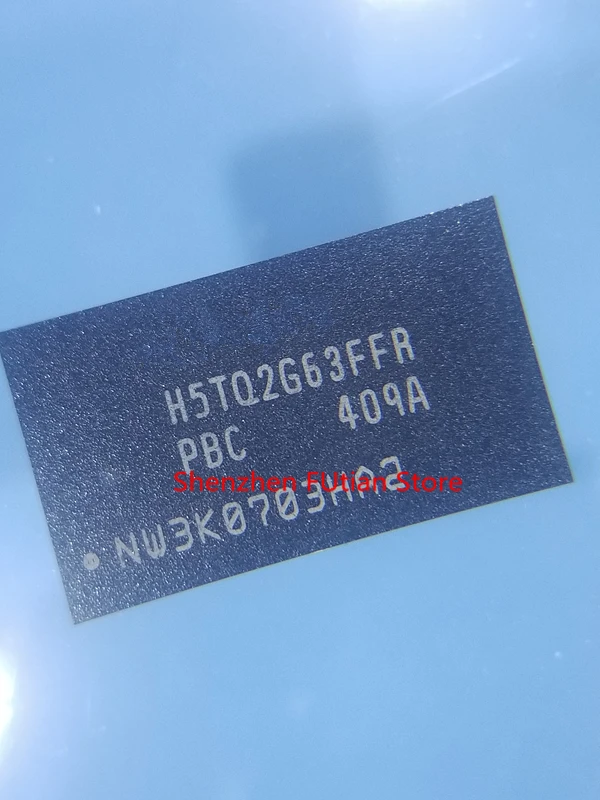 H5TQ2G63FFR
PBC 409A
Shenzhen FUtian Store